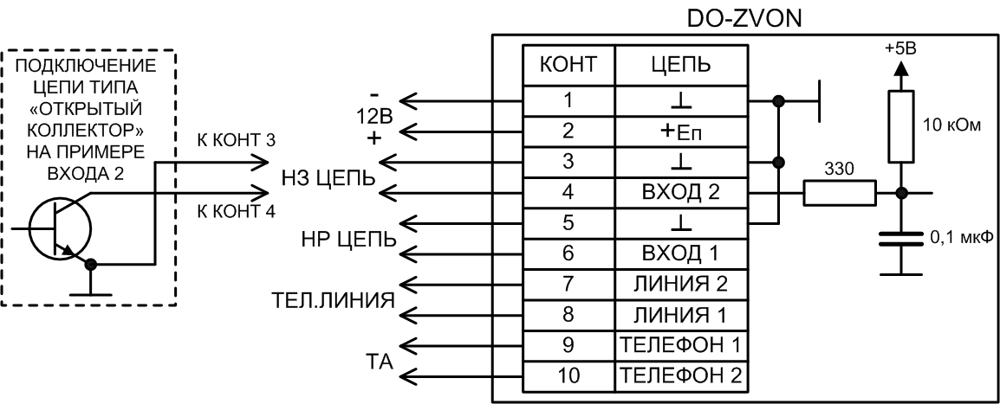 DO-ZVON
ПОДКЛЮЧЕНИЕ
ЦЕПИ ТИПА
«ОТКРЫТЫЙ
КОЛЛЕКТОР»
НА ПРИМЕРЕ
ВХОДА 2
К КОНТ 3
К КОНТ 4
-
12В
+
НЗ ЦЕПЬ
НР ЦЕПЬ
ТЕЛ.ЛИНИЯ
ТА
КОНТ ЦЕПЬ
1 ⊥
2 +Еп
3 ⊥
4 ВХОД 2
5 ⊥
6 ВХОД 1
7 ЛИНИЯ 2
8 ЛИНИЯ 1
9 ТЕЛЕФОН 1
10 ТЕЛЕФОН 2
+5В
10 кОм
330
0,1 мкФ